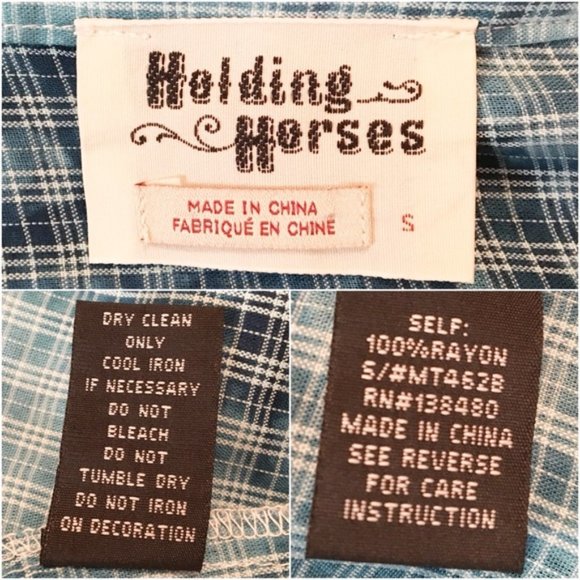 Holding
Horses
MADE IN CHINA
FABRIQUÉ EN CHINE
S
DRY CLEAN
ONLY
COOL IRON
IF NECESSARY
DO NOT
BLEACH
DO NOT
TUMBLE DRY
DO NOT IRON
ON DECORATION
SELF:
100%RAYON
S/#MT462B
RN#138480
MADE IN CHINA
SEE REVERSE
FOR CARE
INSTRUCTION